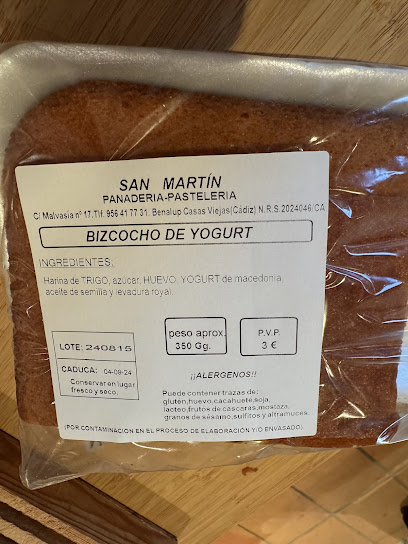 SAN MARTÍN
PANADERIA-PASTELERIA
C/ Malvasia nº 17.Tlf. 956 41 77 31. Benalup Casas Viejas(Cádiz) N.R.S.2024046/CA
BIZCOCHO DE YOGURT
INGREDIENTES:
Harina de TRIGO, azúcar, HUEVO, YOGURT de macedonia,
aceite de semilla y levadura royal.
LOTE: 240815
CADUCA: 04-09-24
Conservar en lugar
fresco y seco.
peso aprox
350 Gg.
P.V.P.
3 €
¡¡ALERGENOS!!
Puede contener trazas de:
gluten,huevo,cacahuete,soja,
lacteo,frutos de cascaras,mostaza,
granos de sésamo,sulfitos y altramuces.
(POR CONTAMINACIÓN EN EL PROCESO DE ELABORACIÓN Y/O ENVASADO)